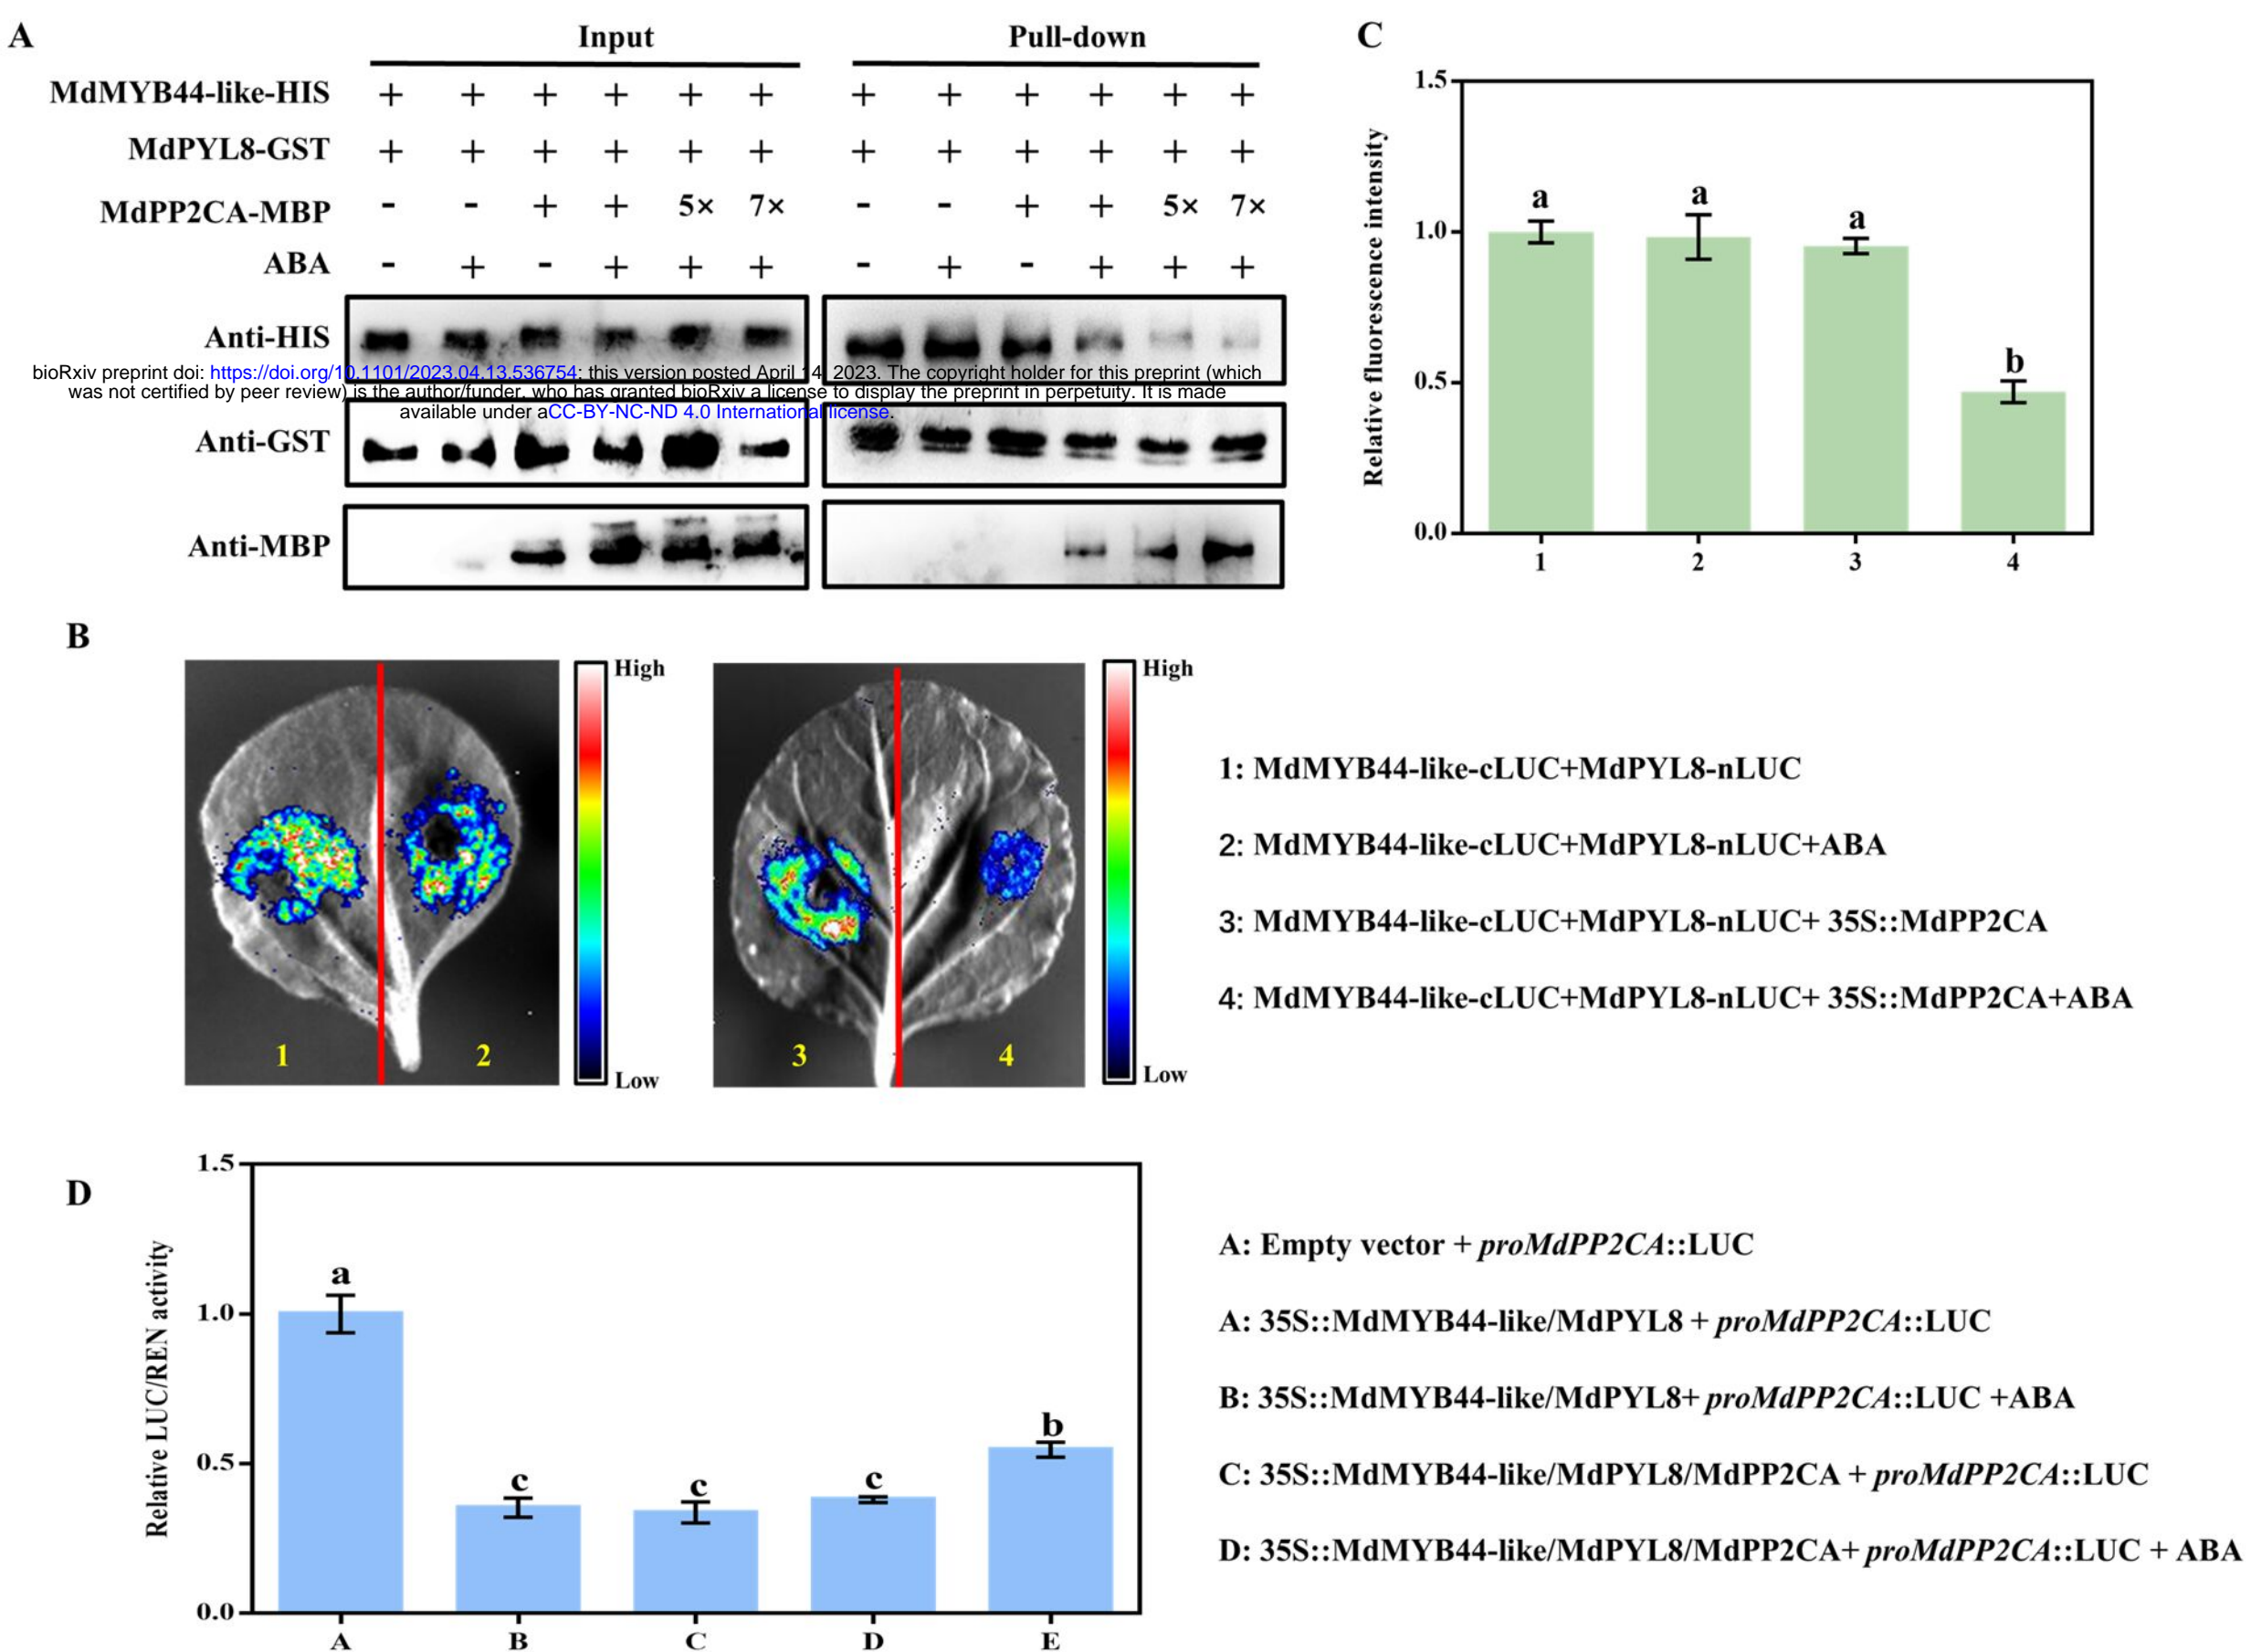 A
Input
Pull-down
MdMYB44-like-HIS + + + + + + + + + + + +
MdPYL8-GST + + + + + + + + + + + +
MdPP2CA-MBP - - + + 5× 7× - - + + 5× 7×
ABA - + - + + + - + - + + +
Anti-HIS
bioRxiv preprint doi: https://doi.org/10.1101/2023.04.13.536754; this version posted April 14, 2023. The copyright holder for this preprint (which
was not certified by peer review) is the author/funder, who has granted bioRxiv a license to display the preprint in perpetuity. It is made
available under aCC-BY-NC-ND 4.0 International license.
Anti-GST
Anti-MBP
C
Relative fluorescence intensity
1.5
1.0
0.5
0.0
a
a
a
b
1 2 3 4
B
High
Low
High
Low
1 2
3 4
1: MdMYB44-like-cLUC+MdPYL8-nLUC
2: MdMYB44-like-cLUC+MdPYL8-nLUC+ABA
3: MdMYB44-like-cLUC+MdPYL8-nLUC+ 35S::MdPP2CA
4: MdMYB44-like-cLUC+MdPYL8-nLUC+ 35S::MdPP2CA+ABA
D
Relative LUC/REN activity
1.5
1.0
0.5
0.0
a
c
c
c
b
A B C D E
A: Empty vector + proMdPP2CA::LUC
A: 35S::MdMYB44-like/MdPYL8 + proMdPP2CA::LUC
B: 35S::MdMYB44-like/MdPYL8+ proMdPP2CA::LUC +ABA
C: 35S::MdMYB44-like/MdPYL8/MdPP2CA + proMdPP2CA::LUC
D: 35S::MdMYB44-like/MdPYL8/MdPP2CA+ proMdPP2CA::LUC + ABA